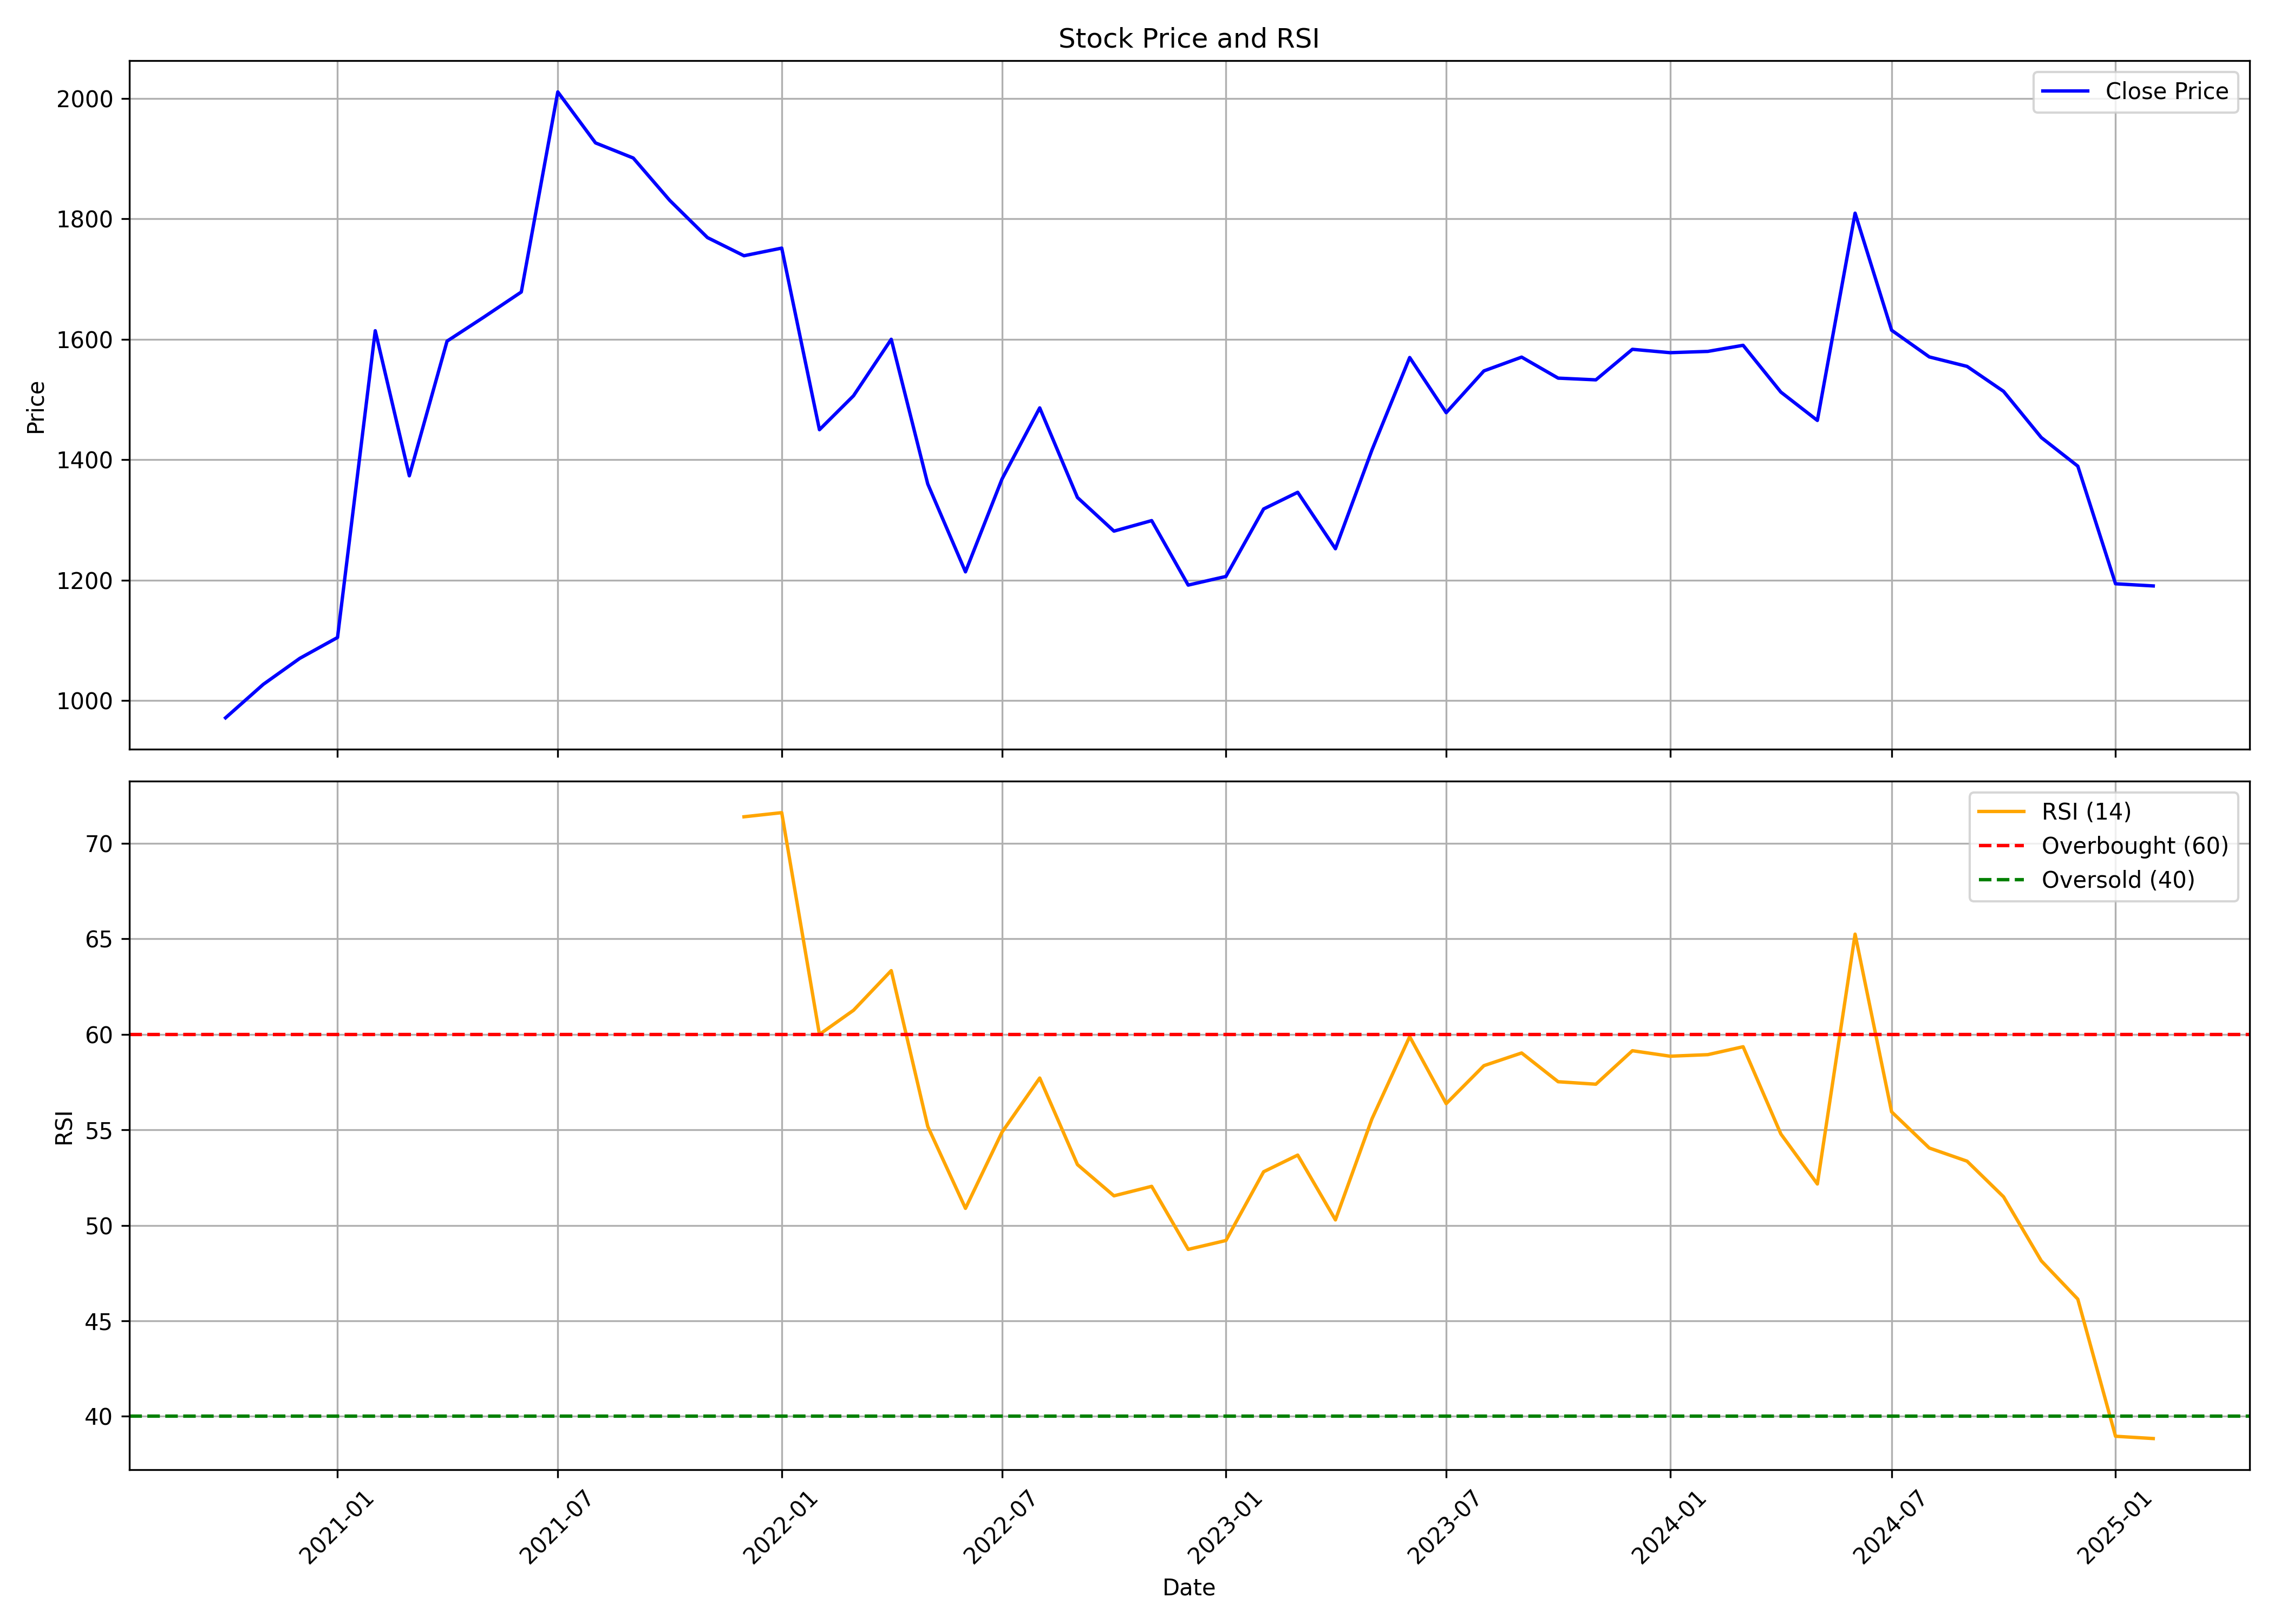 Stock Price and RSI
Price
2000
1800
1600
1400
1200
1000
Close Price
RSI
70
65
60
55
50
45
40
RSI (14)
Overbought (60)
Oversold (40)
2021-01
2021-07
2022-01
2022-07
2023-01
2023-07
2024-01
2024-07
2025-01
Date